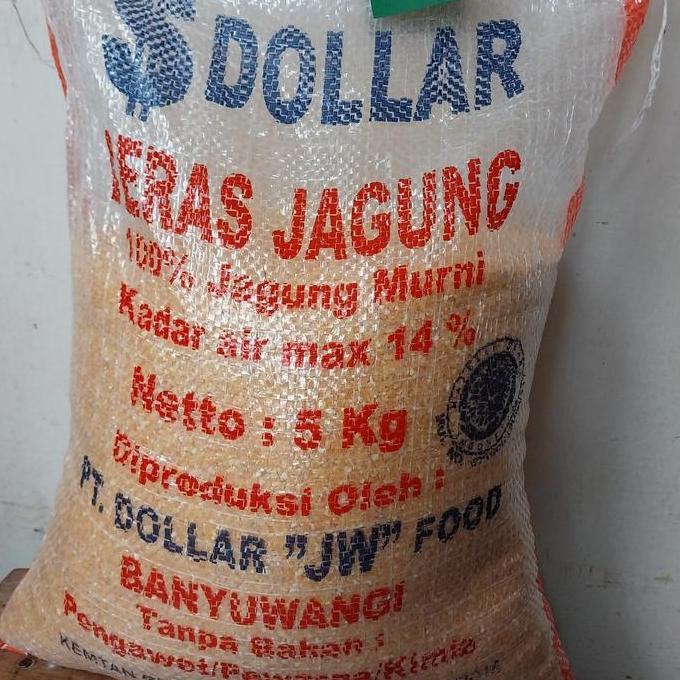 $ DOLLAR
BERAS JAGUNG
100% Jagung Murni
Kadar air max 14 %
Netto : 5 Kg
Diproduksi Oleh :
PT. DOLLAR "JW" FOOD
BANYUWANGI
Tanpa Bahan :
Pengawet/Pewarna/Kimia
KEMTAN